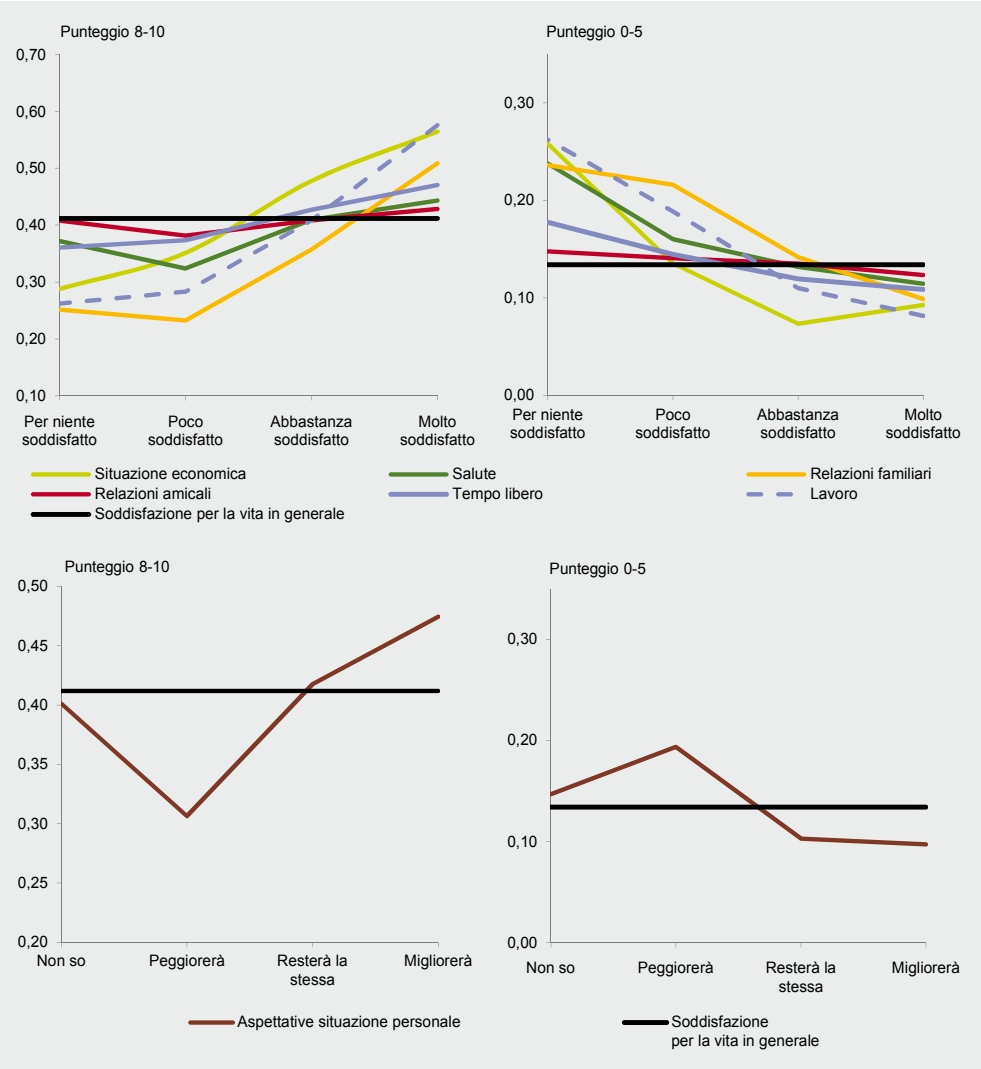 Punteggio 8-10
0,70
0,60
0,50
0,40
0,30
0,20
0,10
Per niente
soddisfatto
Poco
soddisfatto
Abbastanza
soddisfatto
Molto
soddisfatto
Punteggio 0-5
0,30
0,20
0,10
0,00
Per niente
soddisfatto
Poco
soddisfatto
Abbastanza
soddisfatto
Molto
soddisfatto
Situazione economica
Salute
Relazioni familiari
Relazioni amicali
Tempo libero
Lavoro
Soddisfazione per la vita in generale
Punteggio 8-10
0,50
0,45
0,40
0,35
0,30
0,25
0,20
Non so
Peggiorerà
Resterà la
stessa
Migliorerà
Punteggio 0-5
0,30
0,20
0,10
0,00
Non so
Peggiorerà
Resterà la
stessa
Migliorerà
Aspettative situazione personale
Soddisfazione
per la vita in generale